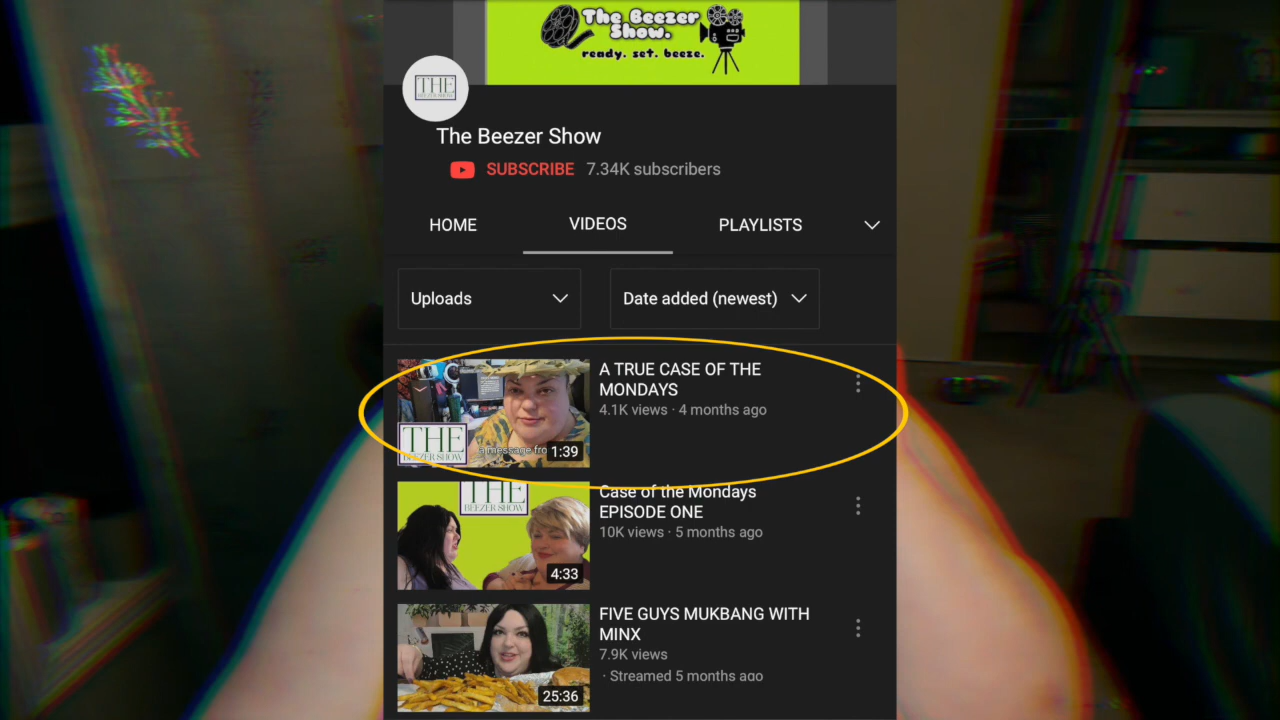 The Beezer
Show.
ready. set. beeze.
THE
BEEZER SHOW
The Beezer Show
SUBSCRIBE 7.34K subscribers
HOME VIDEOS PLAYLISTS
Uploads Date added (newest)
A TRUE CASE OF THE
MONDAYS
4.1K views · 4 months ago
THE
BEEZER SHOW
a message fro 1:39
Case of the Mondays
EPISODE ONE
10K views · 5 months ago
THE
BEEZER SHOW
4:33
FIVE GUYS MUKBANG WITH
MINX
7.9K views
· Streamed 5 months ago
25:36